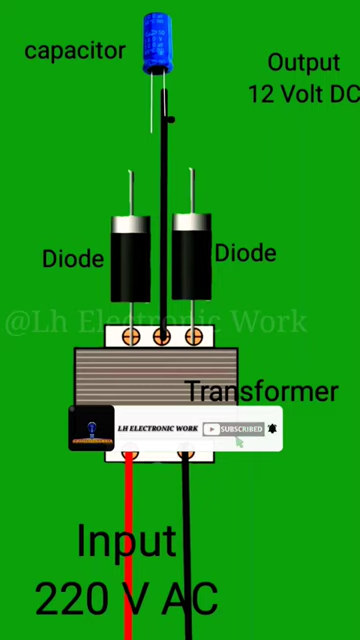 capacitor
Output
12 Volt DC
Diode
Diode
@Lh Electronic Work
Transformer
LH ELECTRONIC WORK
SUBSCRIBED
Input
220 V AC